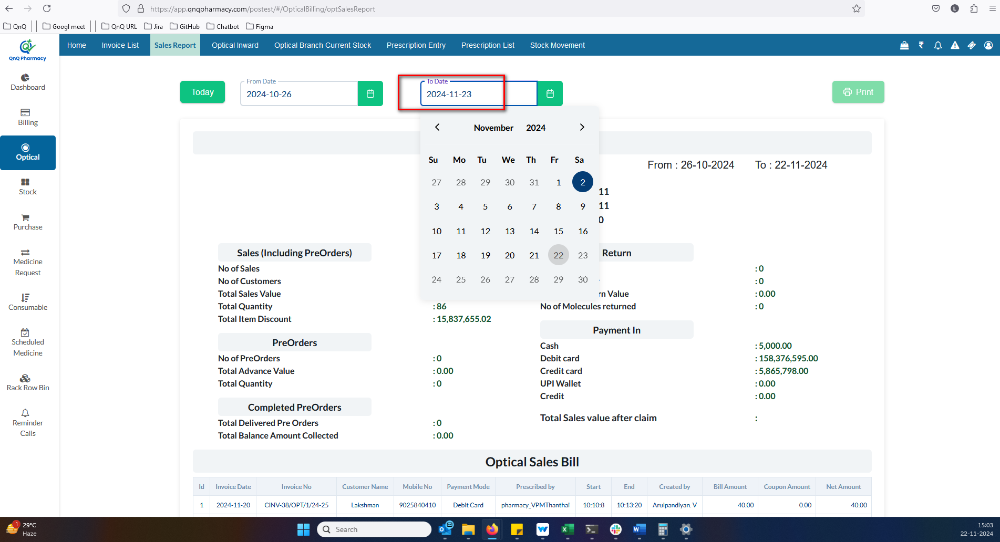 https://app.qnqpharmacy.com/postest/#/OpticalBilling/optSalesReport
L
QnQ Googl meet QnQ URL Jira GitHub Chatbot Figma
QnQ Pharmacy
Home Invoice List Sales Report Optical Inward Optical Branch Current Stock Prescription Entry Prescription List Stock Movement
Dashboard
Billing
Optical
Stock
Purchase
Medicine
Request
Consumable
Scheduled
Medicine
Rack Row Bin
Reminder
Calls
Today
From Date
2024-10-26
To Date
2024-11-23
Print
November 2024
Su Mo Tu We Th Fr Sa
27 28 29 30 31 1 2
3 4 5 6 7 8 9
10 11 12 13 14 15 16
17 18 19 20 21 22 23
24 25 26 27 28 29 30
From : 26-10-2024 To : 22-11-2024
11
11
0
Sales (Including PreOrders)
No of Sales
No of Customers
Total Sales Value
Total Quantity : 86
Total Item Discount : 15,837,655.02
PreOrders
No of PreOrders : 0
Total Advance Value : 0.00
Total Quantity : 0
Completed PreOrders
Total Delivered Pre Orders : 0
Total Balance Amount Collected : 0.00
Return
: 0
: 0
rn Value : 0.00
No of Molecules returned : 0
Payment In
Cash : 5,000.00
Debit card : 158,376,595.00
Credit card : 5,865,798.00
UPI Wallet : 0.00
Credit : 0.00
Total Sales value after claim :
Optical Sales Bill
Id Invoice Date Invoice No Customer Name Mobile No Payment Mode Prescribed by Start End Created by Bill Amount Coupon Amount Net Amount
1 2024-11-20 CINV-38/OPT/1/24-25 Lakshman 9025840410 Debit Card pharmacy_VPMThanthai 10:10:8 10:13:20 Arulpandiyan. V 40.00 0.00 40.00
1
29°C
Haze
Search
15:03
22-11-2024